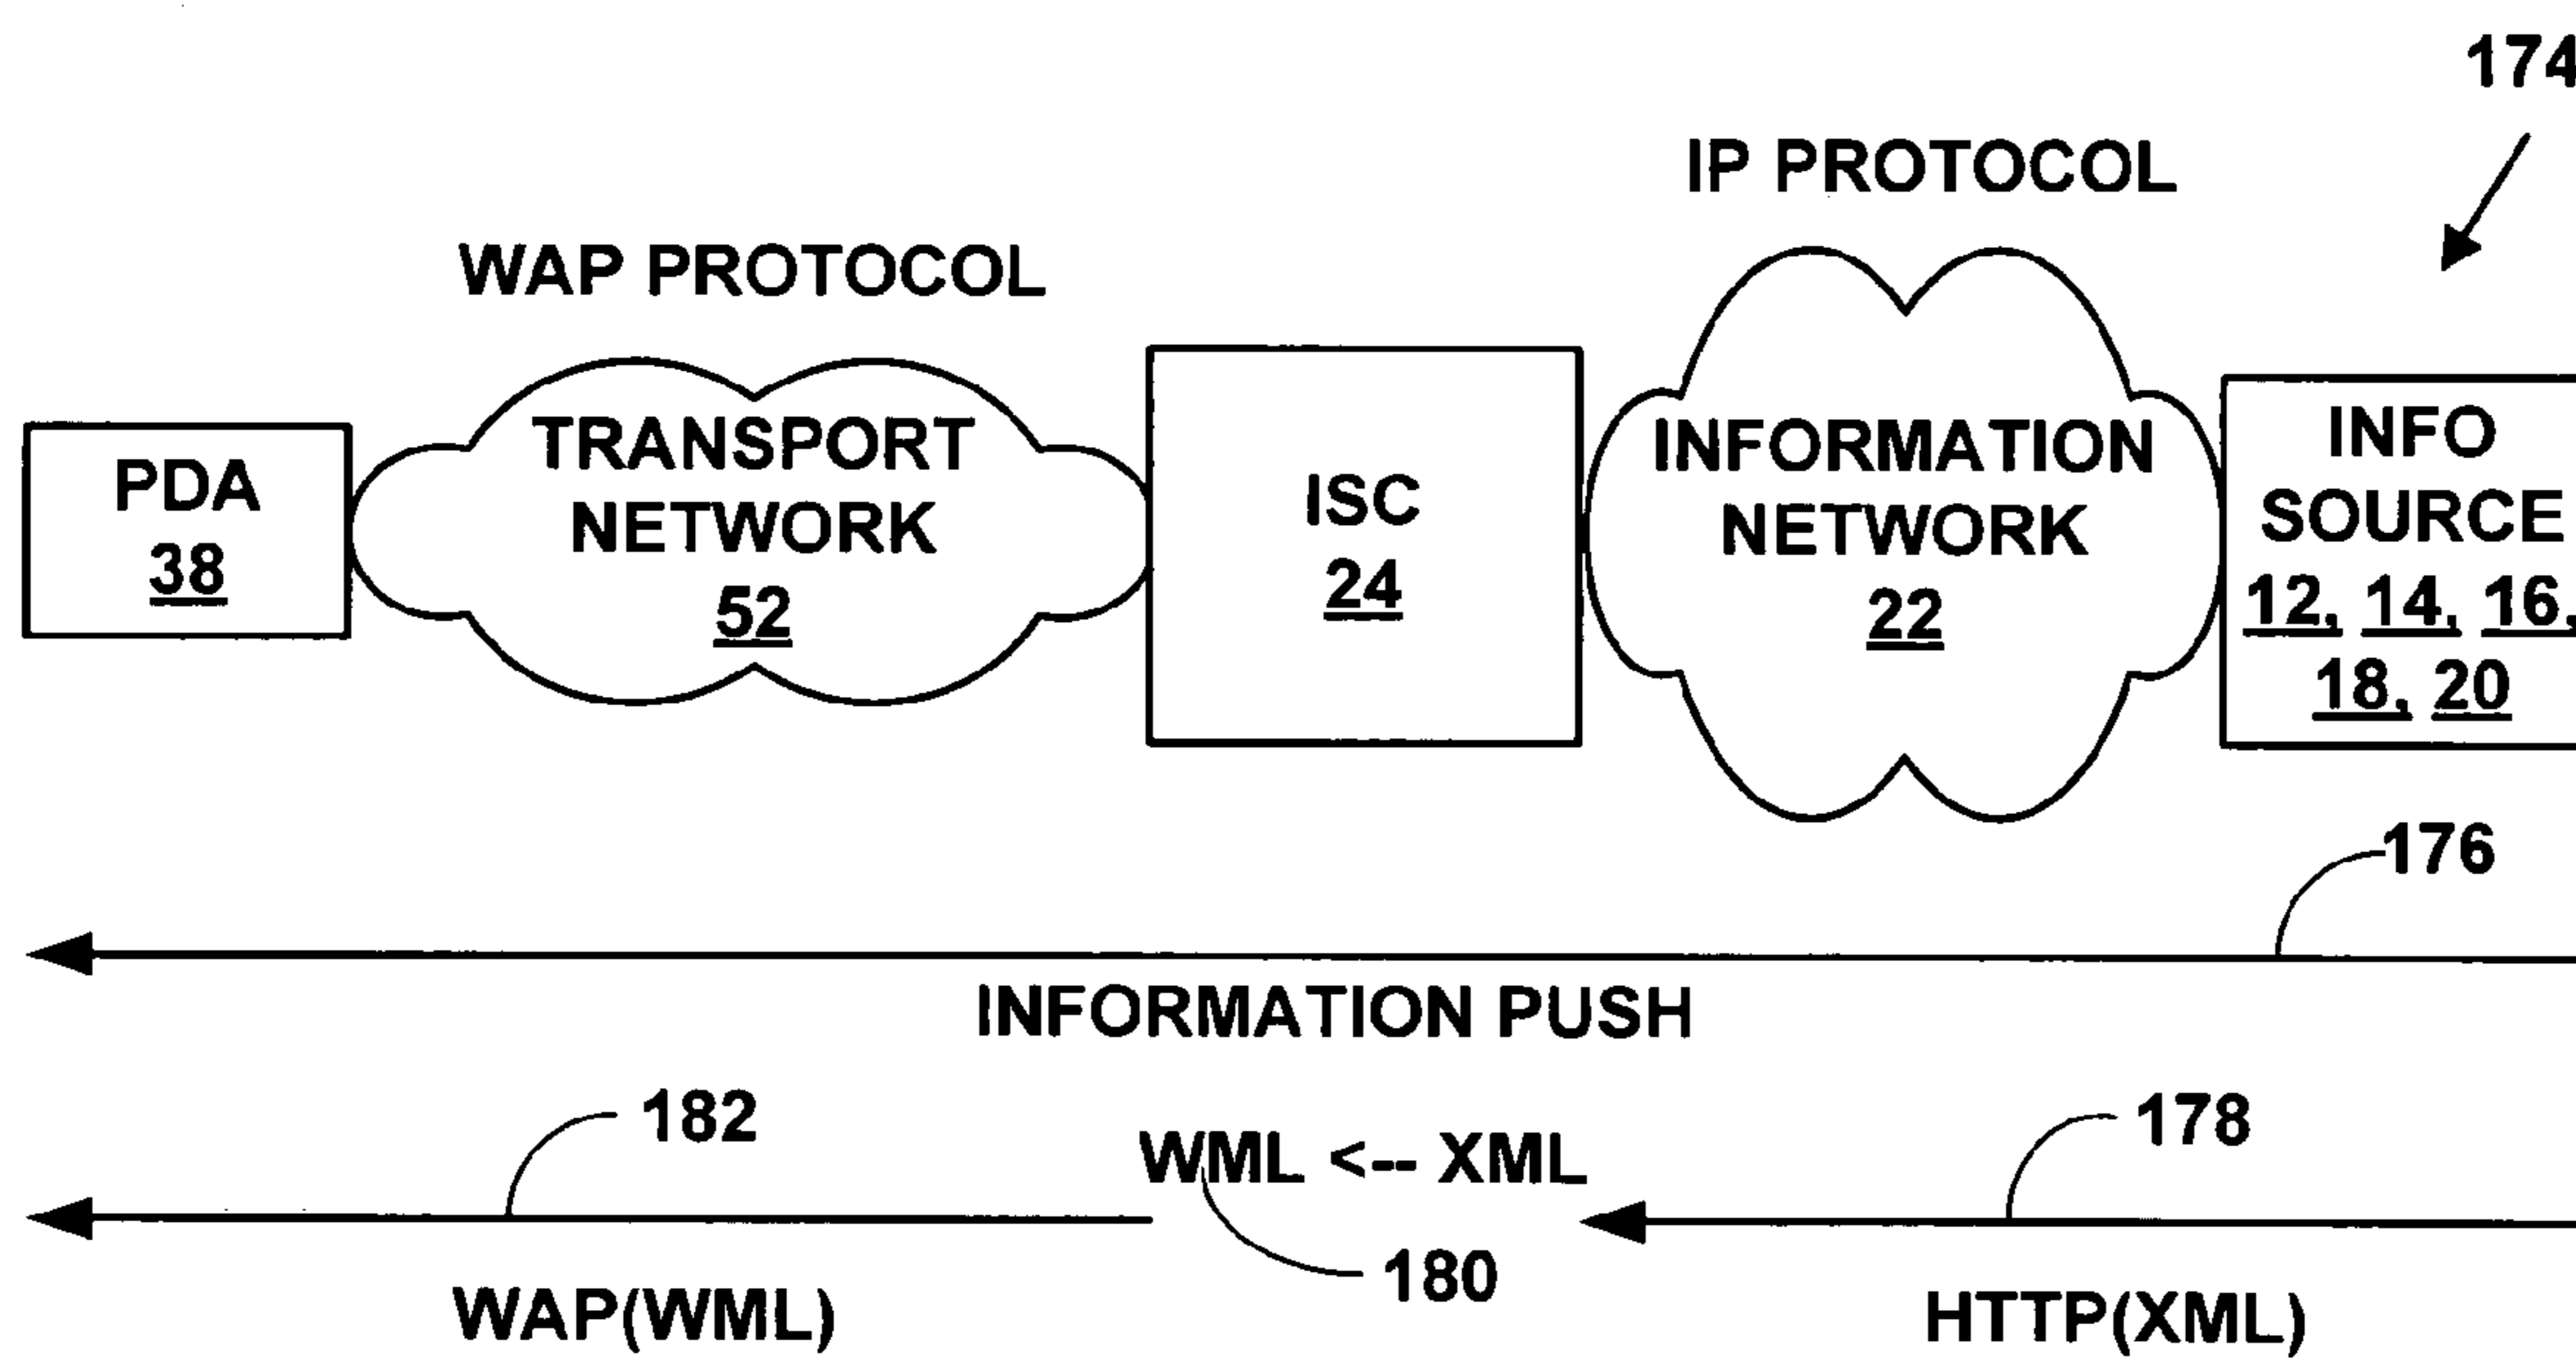 174
IP PROTOCOL
WAP PROTOCOL
PDA
38
TRANSPORT
NETWORK
52
ISC
24
INFORMATION
NETWORK
22
INFO
SOURCE
12, 14, 16,
18, 20
176
INFORMATION PUSH
182
WML <-- XML
178
180
WAP(WML)
HTTP(XML)